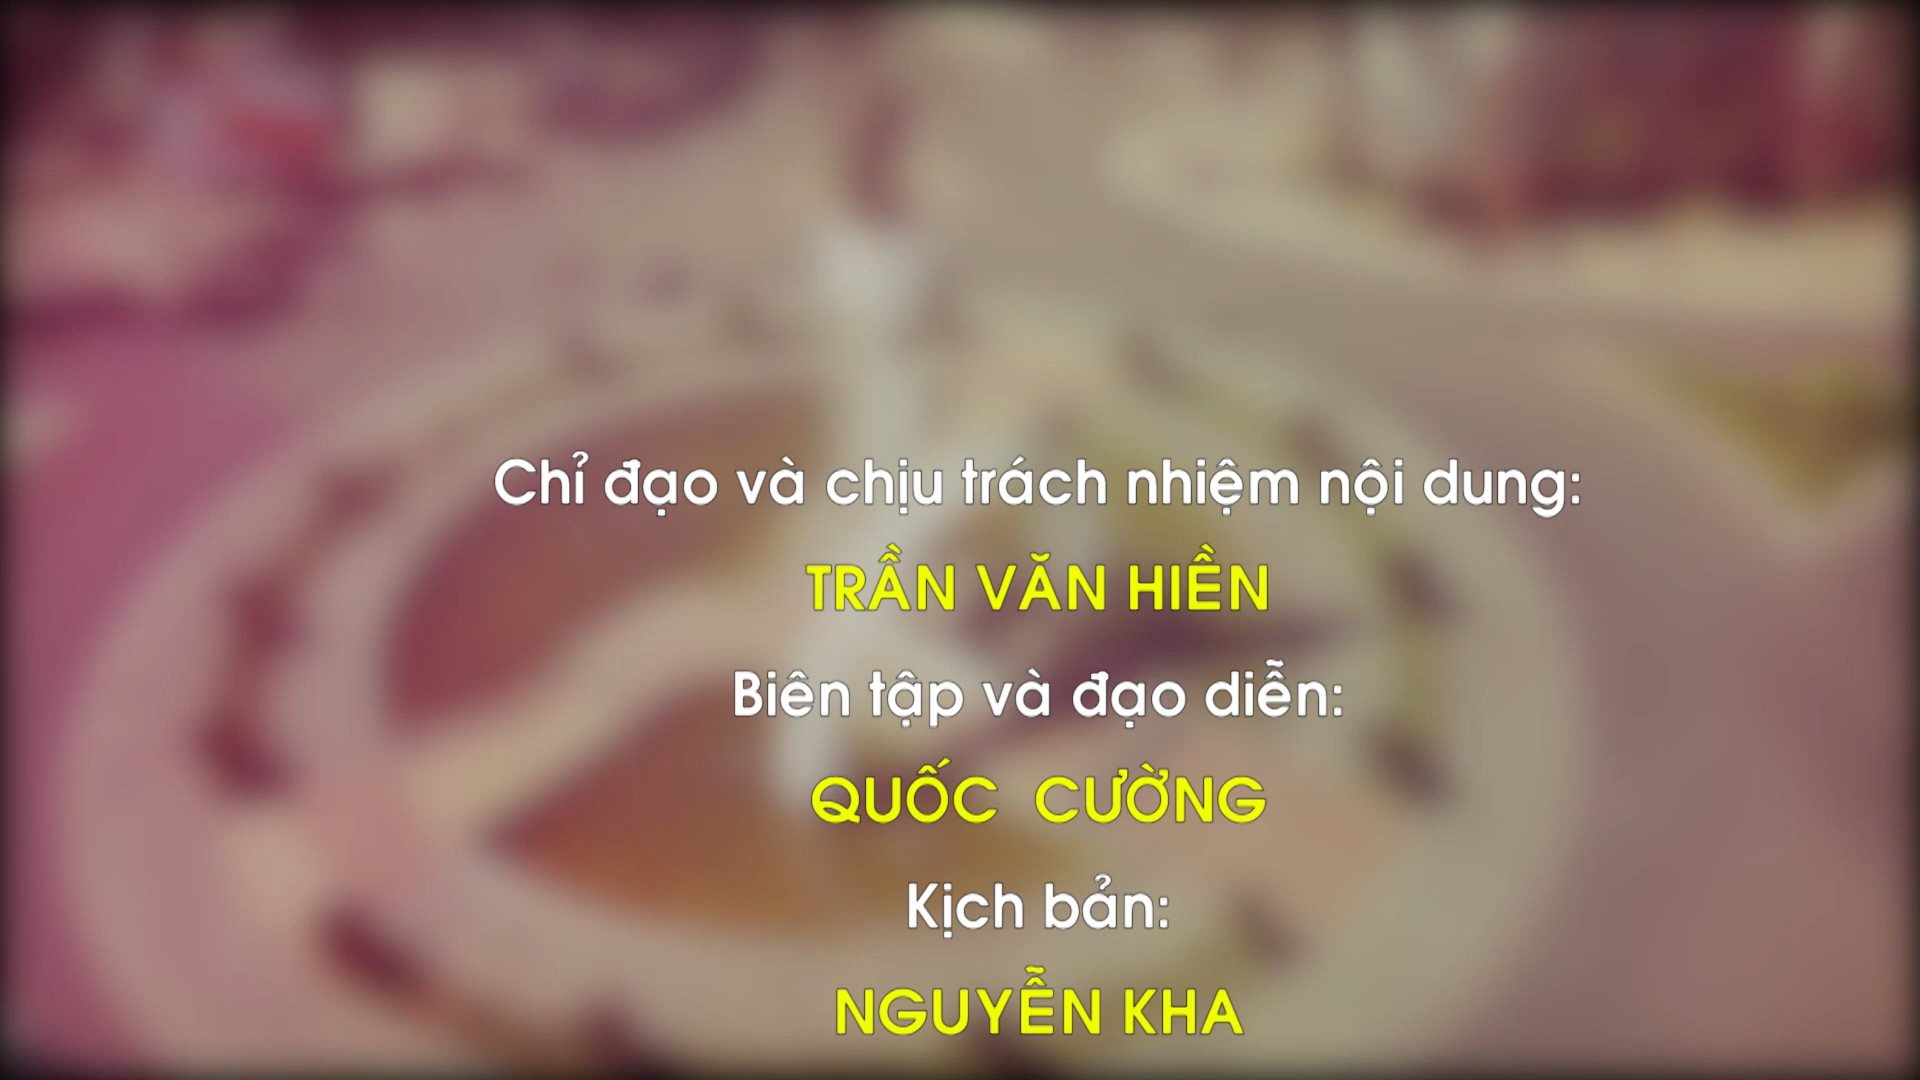 Chỉ đạo và chịu trách nhiệm nội dung:
TRẦN VĂN HIỀN
Biên tập và đạo diễn:
QUỐC CƯỜNG
Kịch bản:
NGUYỄN KHA